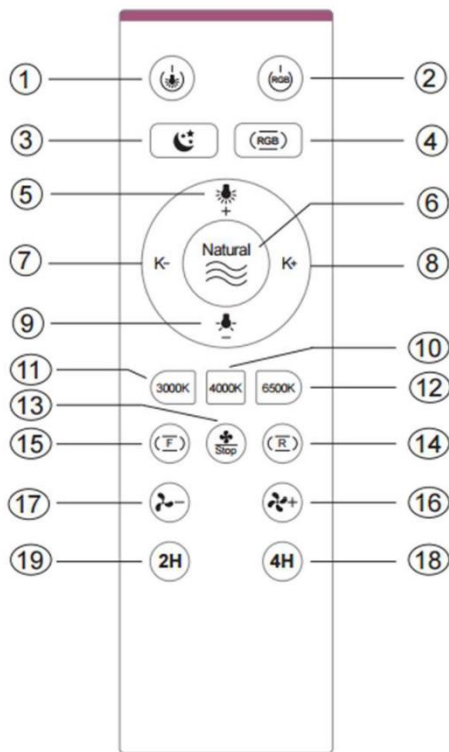 ① ②
RGB
③ ④
RGB
⑤
+
⑥
Natural
⑦ K- K+ ⑧
⑨
-
⑩
⑪
3000K 4000K 6500K ⑫
⑬
Stop
⑮ F R ⑭
⑰ - + ⑯
⑲ 2H 4H ⑱